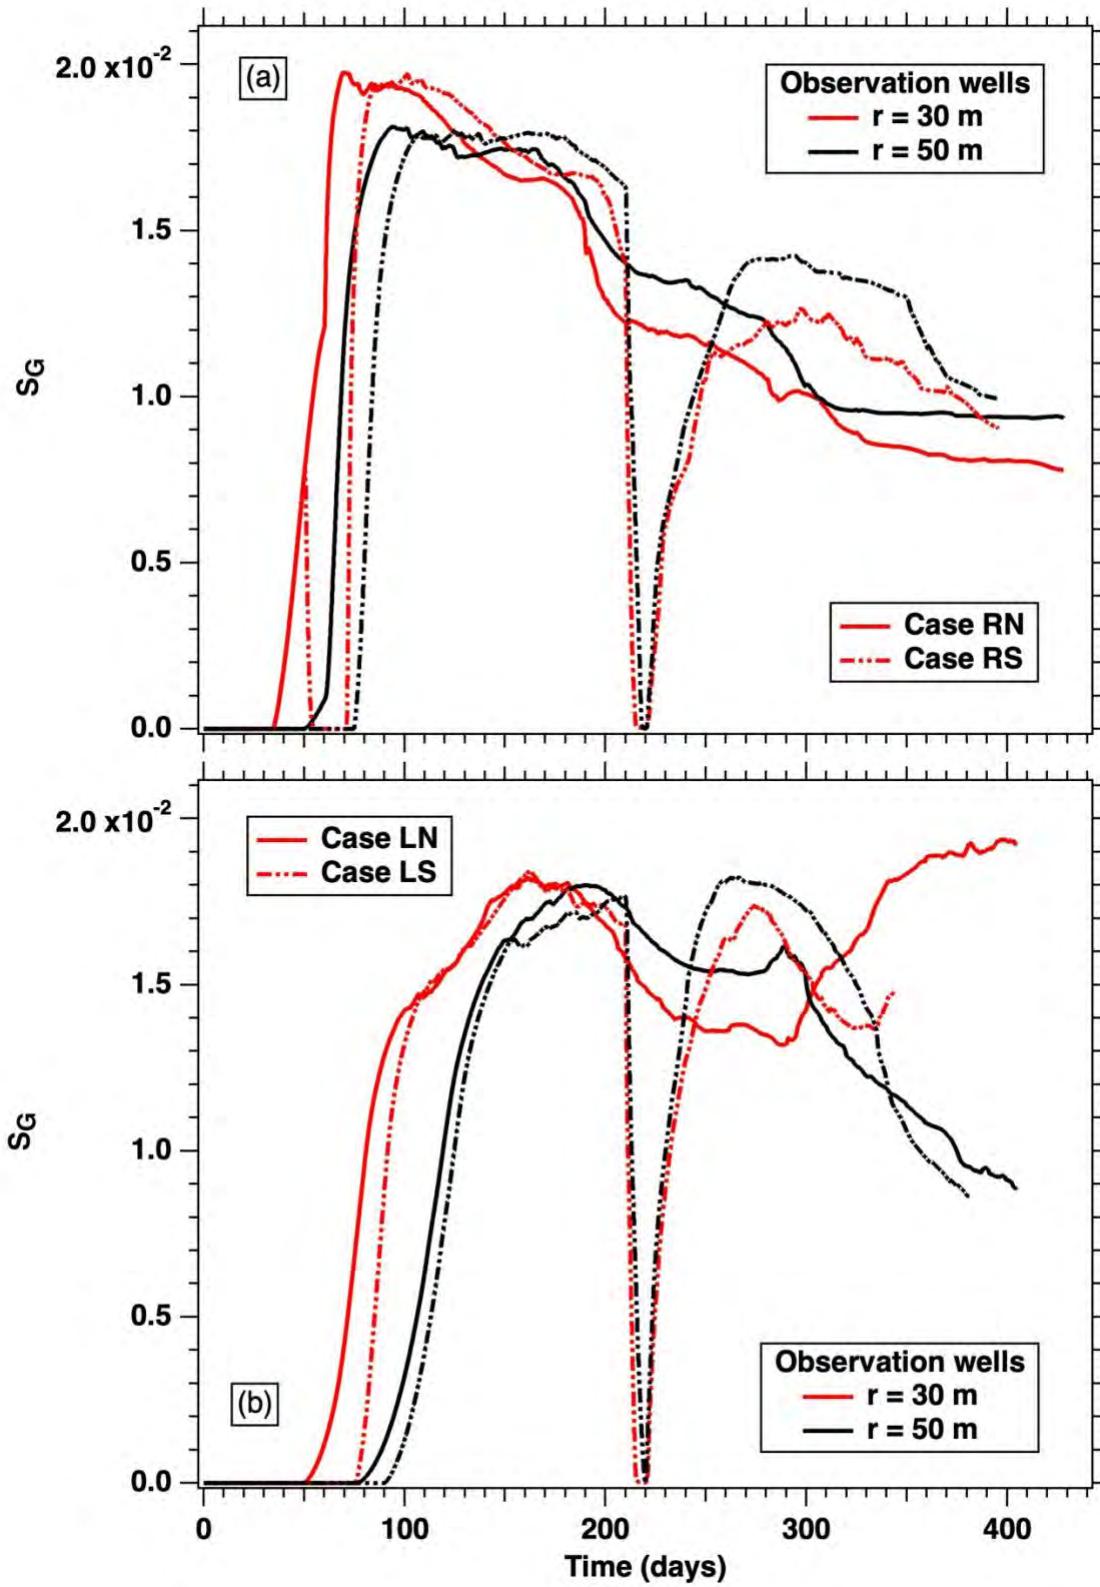 (a)
2.0 x10-2
1.5
1.0
0.5
0.0
SG
Observation wells
r = 30 m
r = 50 m
Case RN
Case RS
(b)
2.0 x10-2
1.5
1.0
0.5
0.0
SG
Case LN
Case LS
Observation wells
r = 30 m
r = 50 m
0 100 200 300 400
Time (days)